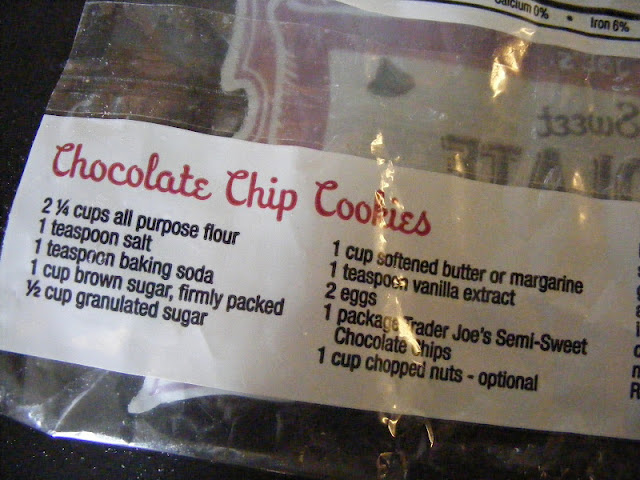 Calcium 0% • Iron 6%
Sweet
Chocolate Chip Cookies
2 ¼ cups all purpose flour
1 teaspoon salt
1 teaspoon baking soda
1 cup brown sugar, firmly packed
½ cup granulated sugar
1 cup softened butter or margarine
1 teaspoon vanilla extract
2 eggs
1 package Trader Joe's Semi-Sweet
Chocolate Chips
1 cup chopped nuts - optional